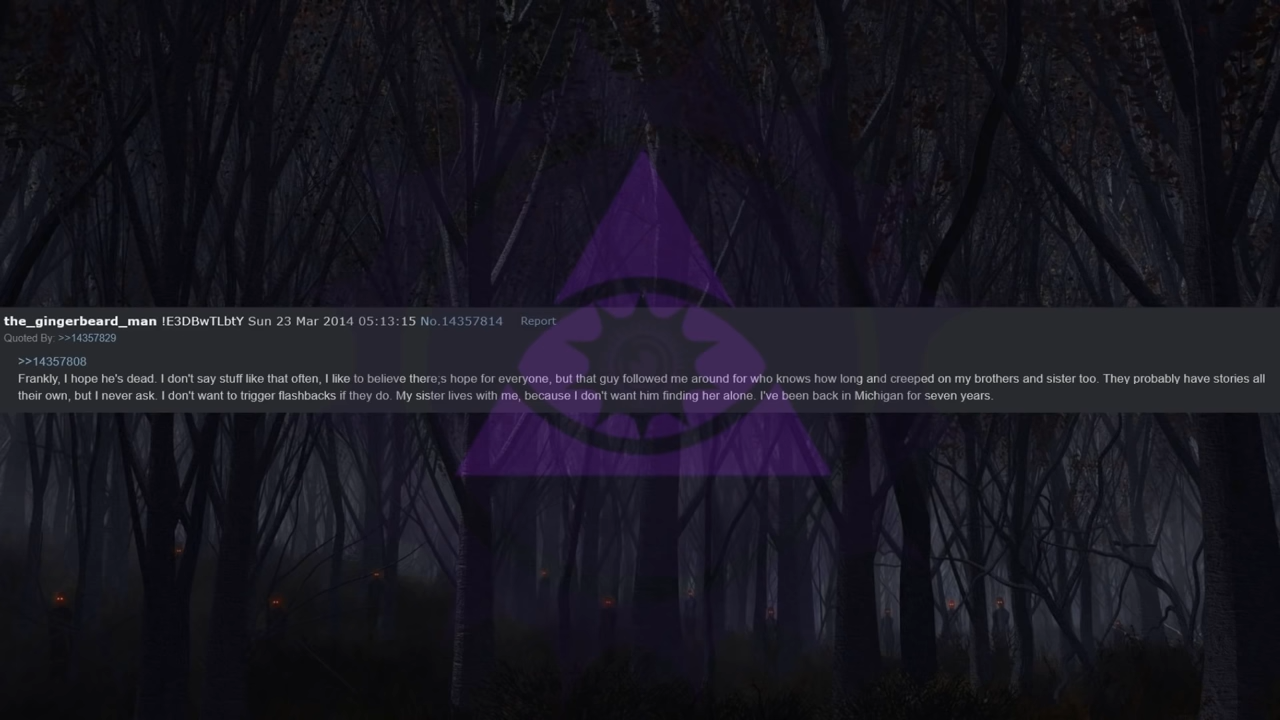 the_gingerbeard_man !E3DBwTLbtY Sun 23 Mar 2014 05:13:15 No.14357814 Report
Quoted By: >>14357829
>>14357808
Frankly, I hope he's dead. I don't say stuff like that often, I like to believe there;s hope for everyone, but that guy followed me around for who knows how long and creeped on my brothers and sister too. They probably have stories all
their own, but I never ask. I don't want to trigger flashbacks if they do. My sister lives with me, because I don't want him finding her alone. I've been back in Michigan for seven years.